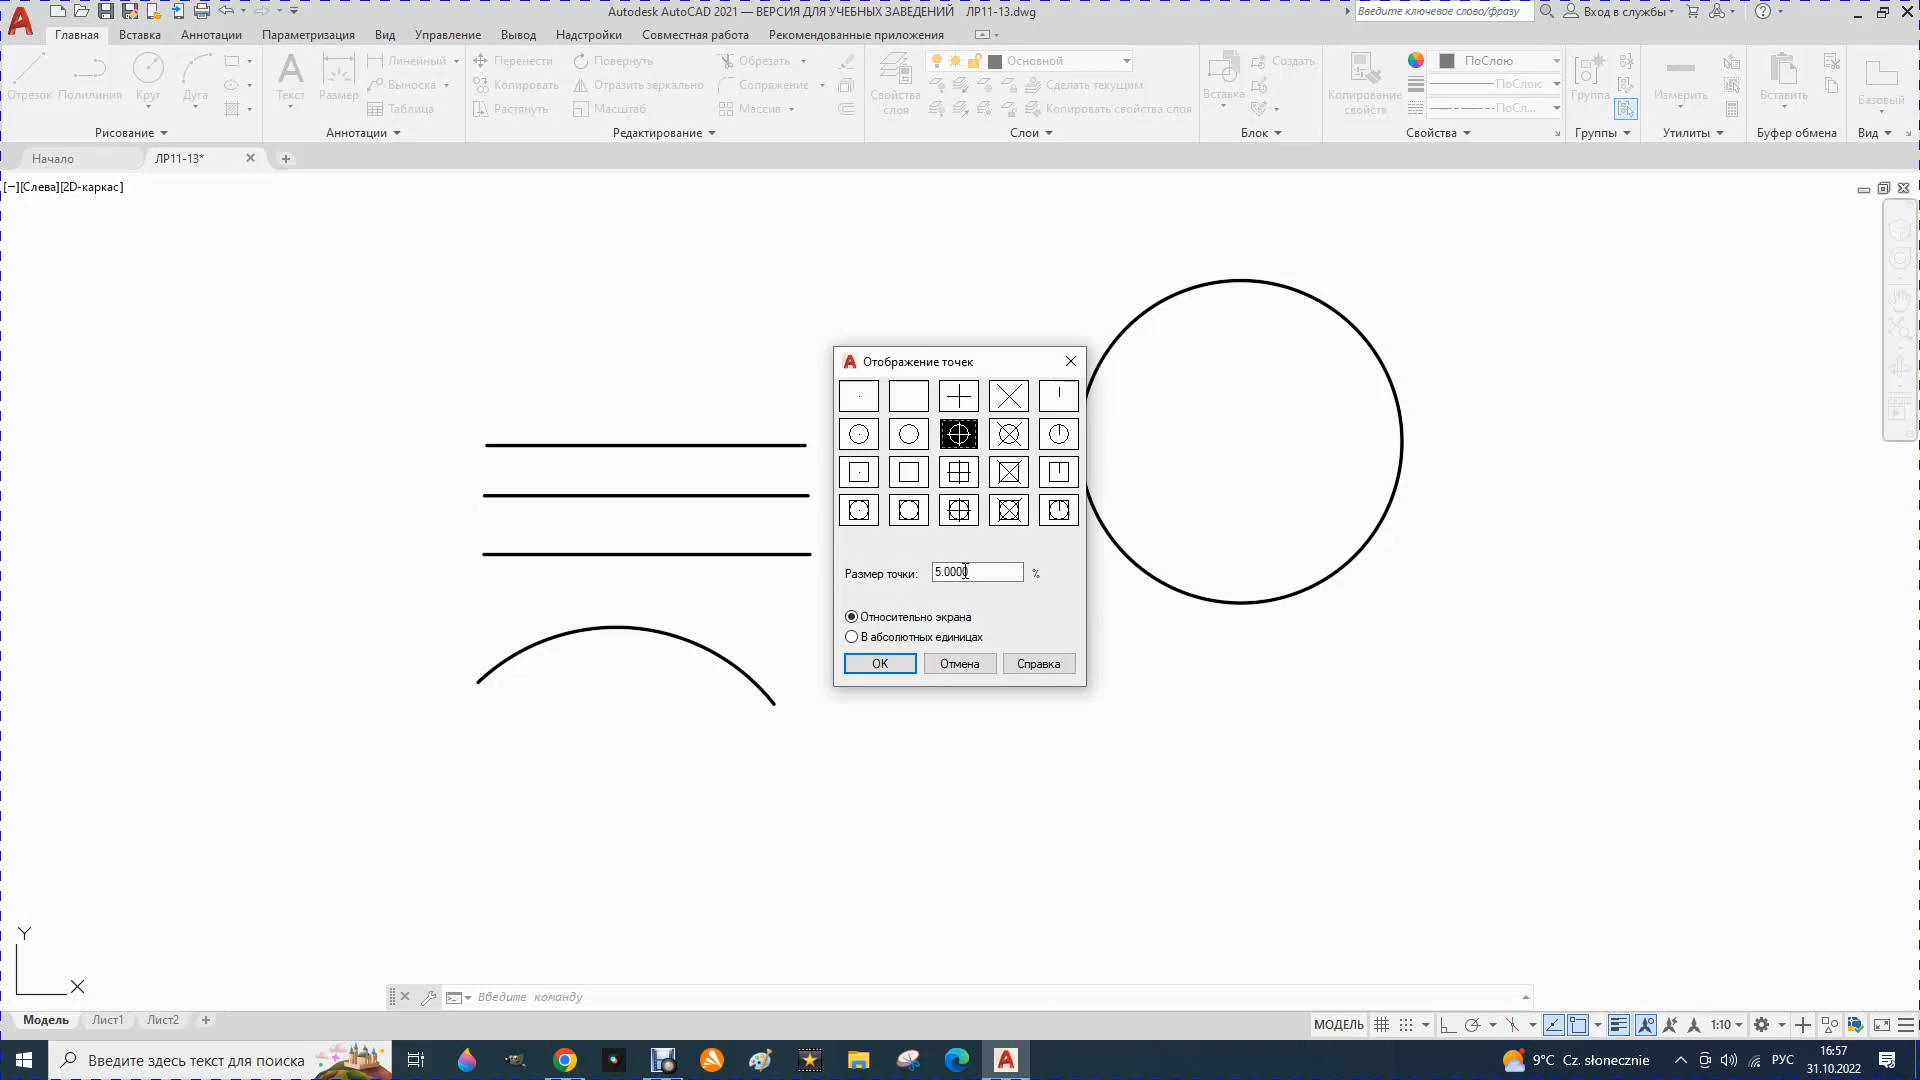 Autodesk AutoCAD 2021 — ВЕРСИЯ ДЛЯ УЧЕБНЫХ ЗАВЕДЕНИЙ ЛР11-13.dwg
Введите ключевое слово/фразу
Вход в службы
Главная Вставка Аннотации Параметризация Вид Управление Вывод Надстройки Совместная работа Рекомендованные приложения
Отрезок Полилиния Круг Дуга
Рисование
Текст Размер
Линейный
Выноска
Таблица
Аннотации
Перенести Повернуть Обрезать
Копировать Отразить зеркально Сопряжение
Растянуть Масштаб Массив
Редактирование
Свойства слоя
Основной
Сделать текущим
Копировать свойства слоя
Слои
Вставка
Создать
Блок
Копирование свойств
ПоСлою
ПоСлою
ПоСл...
Свойства
Группа
Группы
Измерить
Утилиты
Вставить
Буфер обмена
Базовый
Вид
Начало ЛР11-13*
[−][Слева][2D-каркас]
Отображение точек
Размер точки: 5.0000 %
Относительно экрана
В абсолютных единицах
OK Отмена Справка
Y
X
Введите команду
Модель Лист1 Лист2
МОДЕЛЬ 1:10
Введите здесь текст для поиска
9°C Cz. słonecznie
РУС
16:57
31.10.2022